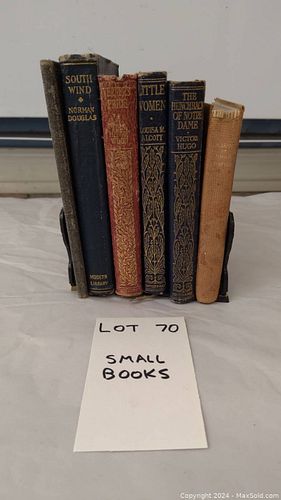 SOUTH
WIND
NORMAN
DOUGLAS
MODERN
LIBRARY
LITTLE
WOMEN
LOUISA M.
ALCOTT
THE
HUNCHBACK
OF NOTRE
DAME
VICTOR
HUGO
LOT 70
SMALL
BOOKS
Copyright 2024 - MaxSold.com